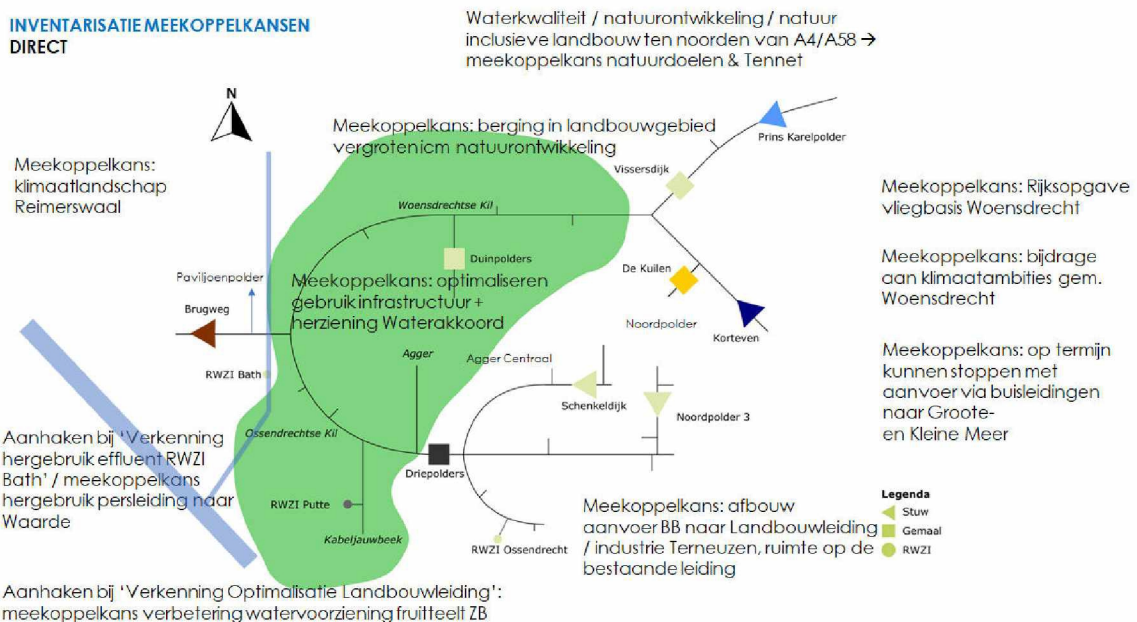 INVENTARISATIE MEEKOPPELKANSEN
DIRECT
Waterkwaliteit / natuurontwikkeling / natuur
inclusieve landbouw ten noorden van A4/A58 →
meekoppelkans natuurdoelen & Tennet
N
Meekoppelkans: berging in landbouwgebied
vergroten icm natuurontwikkeling
Prins Karelpolder
Vissersdijk
Meekoppelkans:
klimaatlandschap
Reimerswaal
Meekoppelkans: Rijksopgave
vliegbasis Woensdrecht
Woensdrechtse Kil
Duinpolders
De Kuilen
Meekoppelkans: bijdrage
aan klimaatambities gem.
Woensdrecht
Paviljoenpolder
Meekoppelkans: optimaliseren
gebruik infrastructuur +
herziening Waterakkoord
Brugweg
Noordpolder
Korteven
Agger
Agger Centraal
RWZI Bath
Schenkeldijk
Noordpolder 3
Meekoppelkans: op termijn
kunnen stoppen met
aanvoer via buisleidingen
naar Groote-
en Kleine Meer
Ossendrechtse Kil
Aanhaken bij 'Verkenning
hergebruik effluent RWZI
Bath' / meekoppelkans
hergebruik persleiding naar
Waarde
Driepolders
RWZI Putte
Kabeljauwbeek
RWZI Ossendrecht
Meekoppelkans: afbouw
aanvoer BB naar Landbouwleiding
/ industrie Terneuzen, ruimte op de
bestaande leiding
Legenda
Stuw
Gemaal
RWZI
Aanhaken bij 'Verkenning Optimalisatie Landbouwleiding':
meekoppelkans verbetering watervoorziening fruitteelt ZB